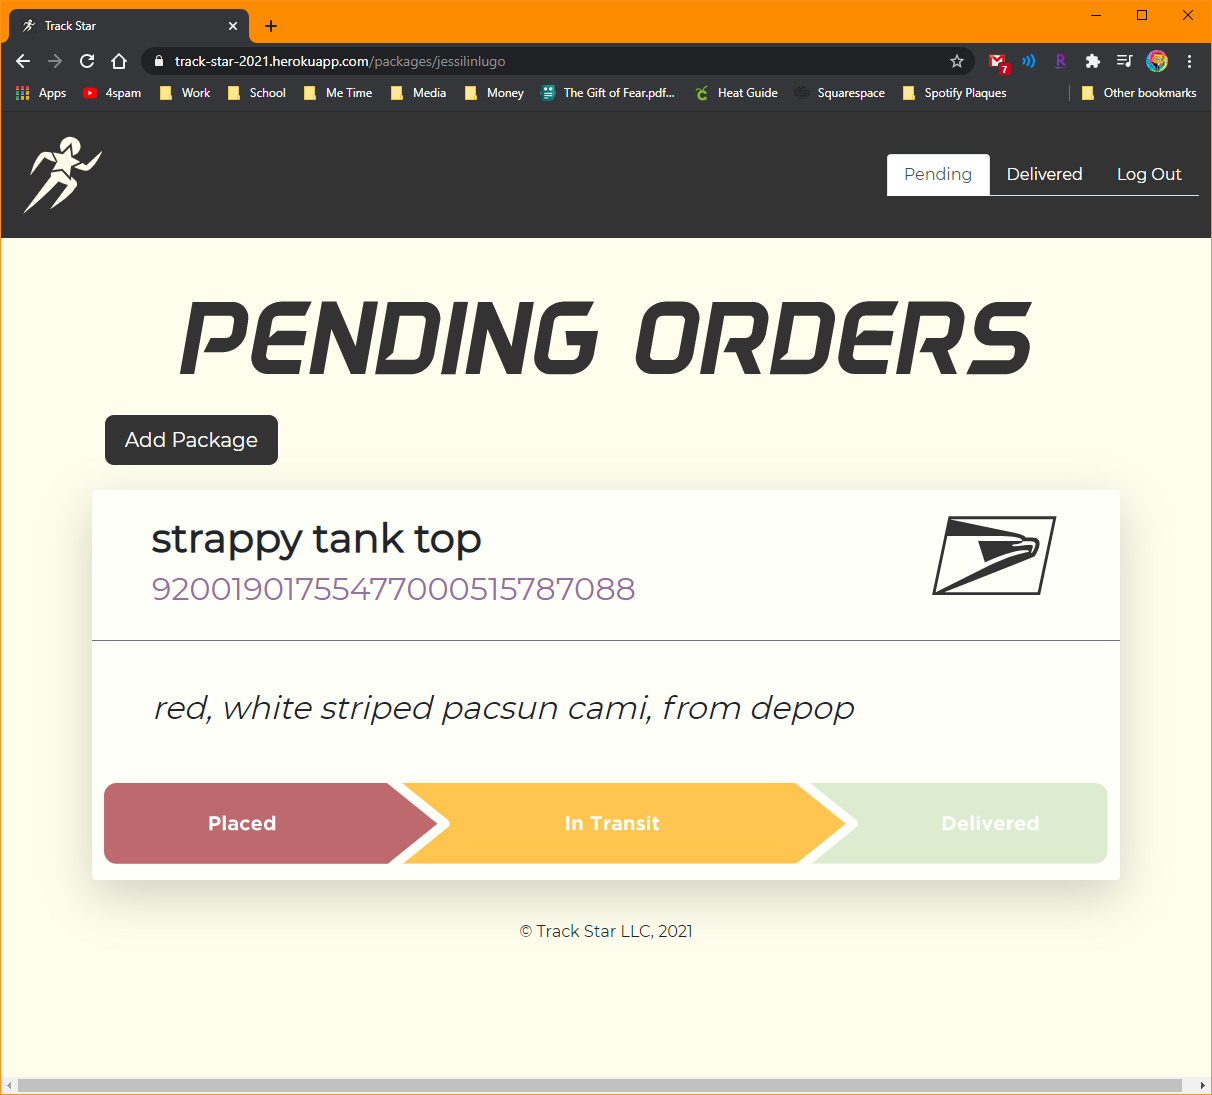 Track Star
track-star-2021.herokuapp.com/packages/jessilinlugo
7
R
Apps 4spam Work School Me Time Media Money The Gift of Fear.pdf... Heat Guide Squarespace Spotify Plaques Other bookmarks
Pending Delivered Log Out
PENDING ORDERS
Add Package
strappy tank top
92001901755477000515787088
red, white striped pacsun cami, from depop
Placed In Transit Delivered
© Track Star LLC, 2021